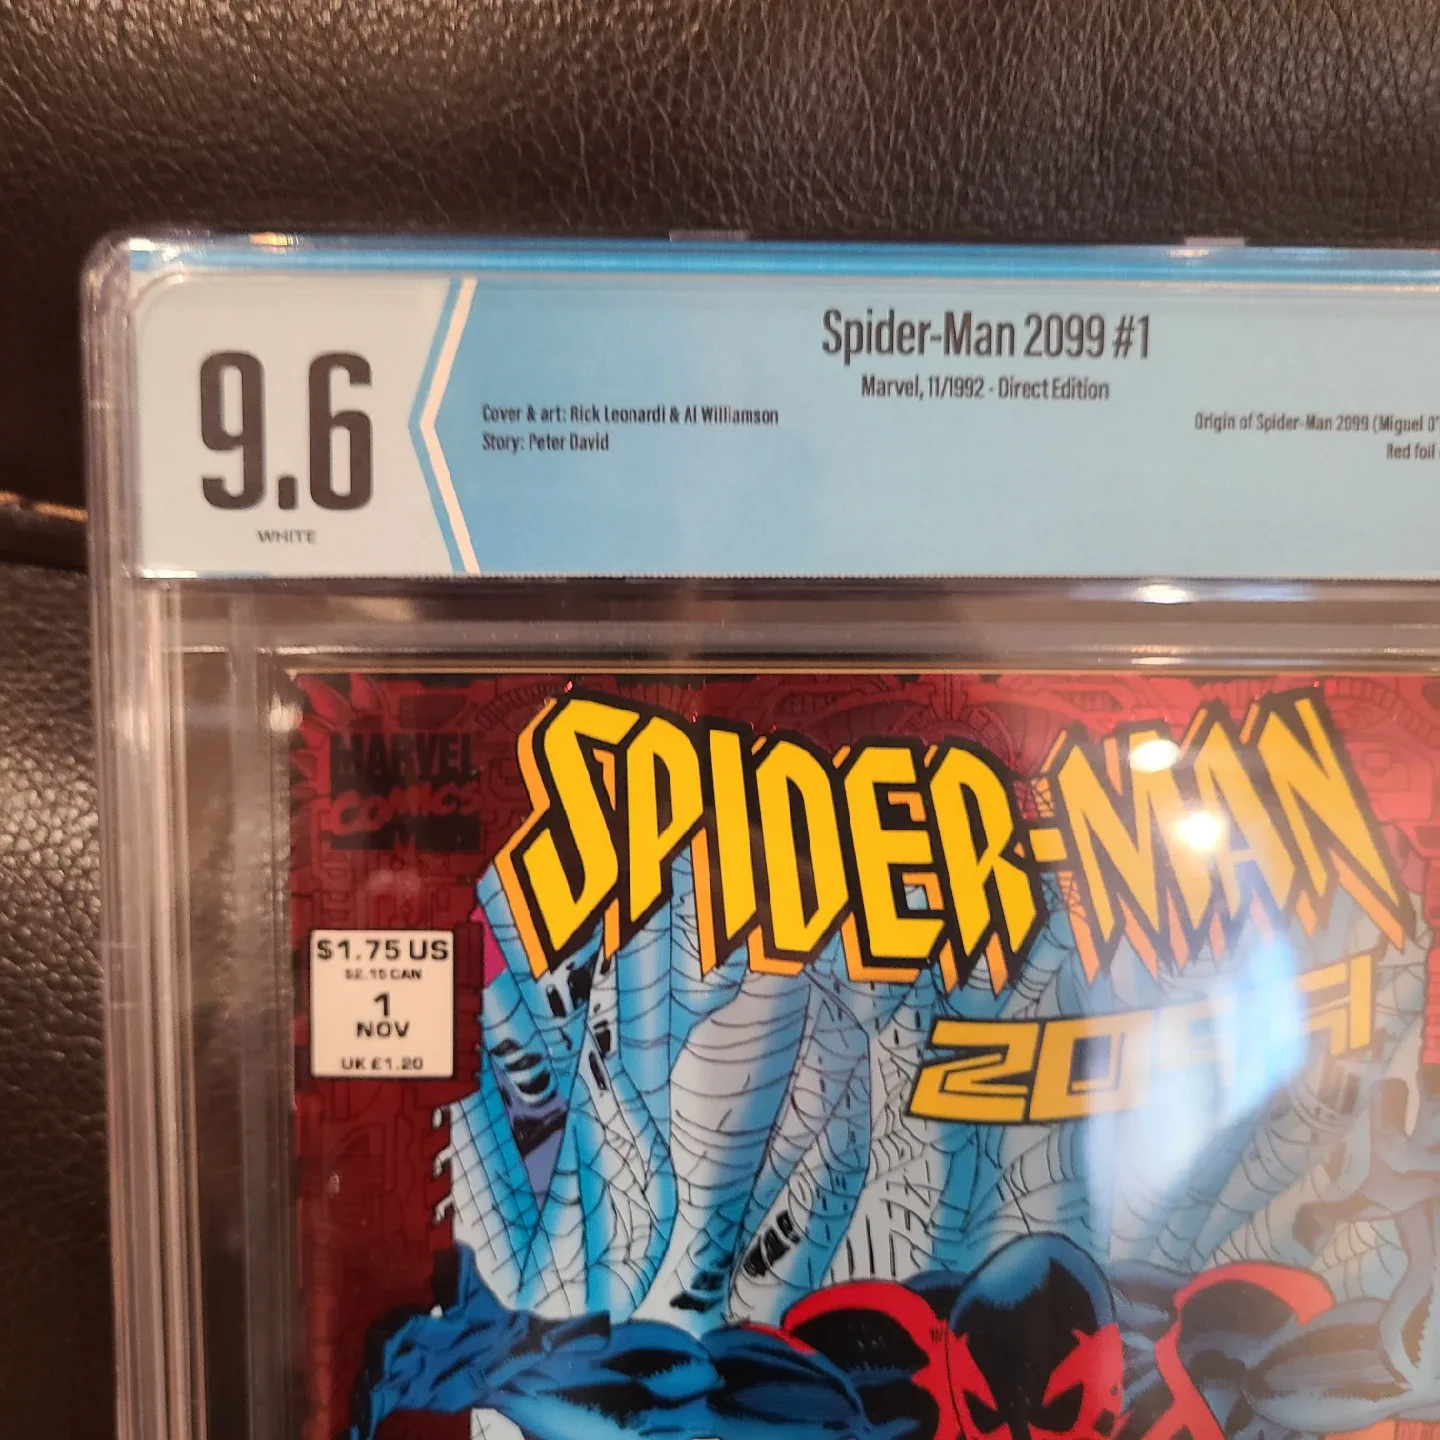 9.6
WHITE
Spider-Man 2099 #1
Marvel, 11/1992 - Direct Edition
Cover & art: Rick Leonardi & Al Williamson
Story: Peter David
Origin of Spider-Man 2099 (Miguel O'
Red foil
MARVEL
COMICS
SPIDER-MAN
2099
$1.75 US
$2.15 CAN
1
NOV
UK £1.20